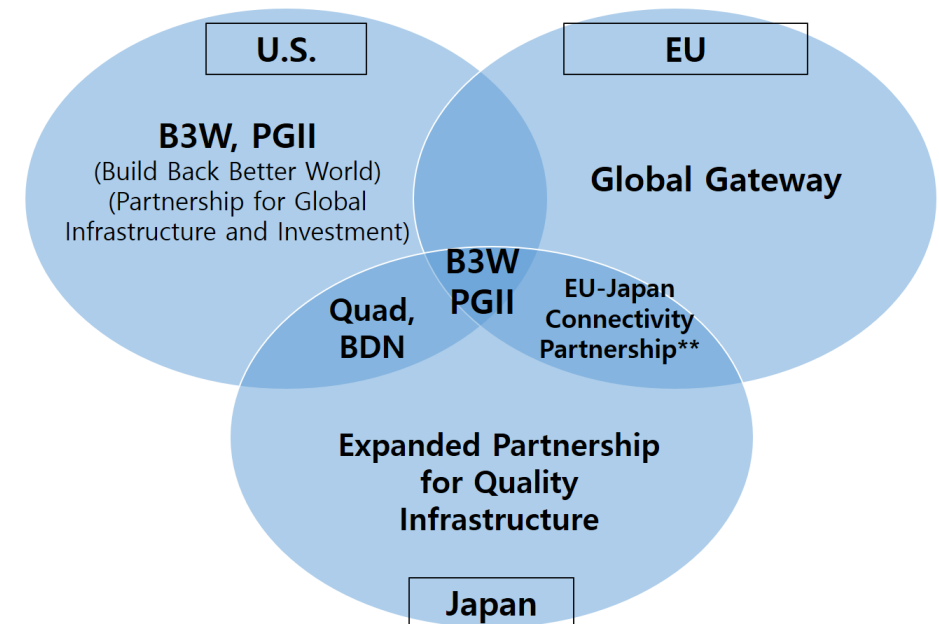 U.S.
EU
B3W, PGII
(Build Back Better World)
(Partnership for Global
Infrastructure and Investment)
Global Gateway
B3W
PGII
Quad,
BDN
EU-Japan
Connectivity
Partnership**
Expanded Partnership
for Quality
Infrastructure
Japan